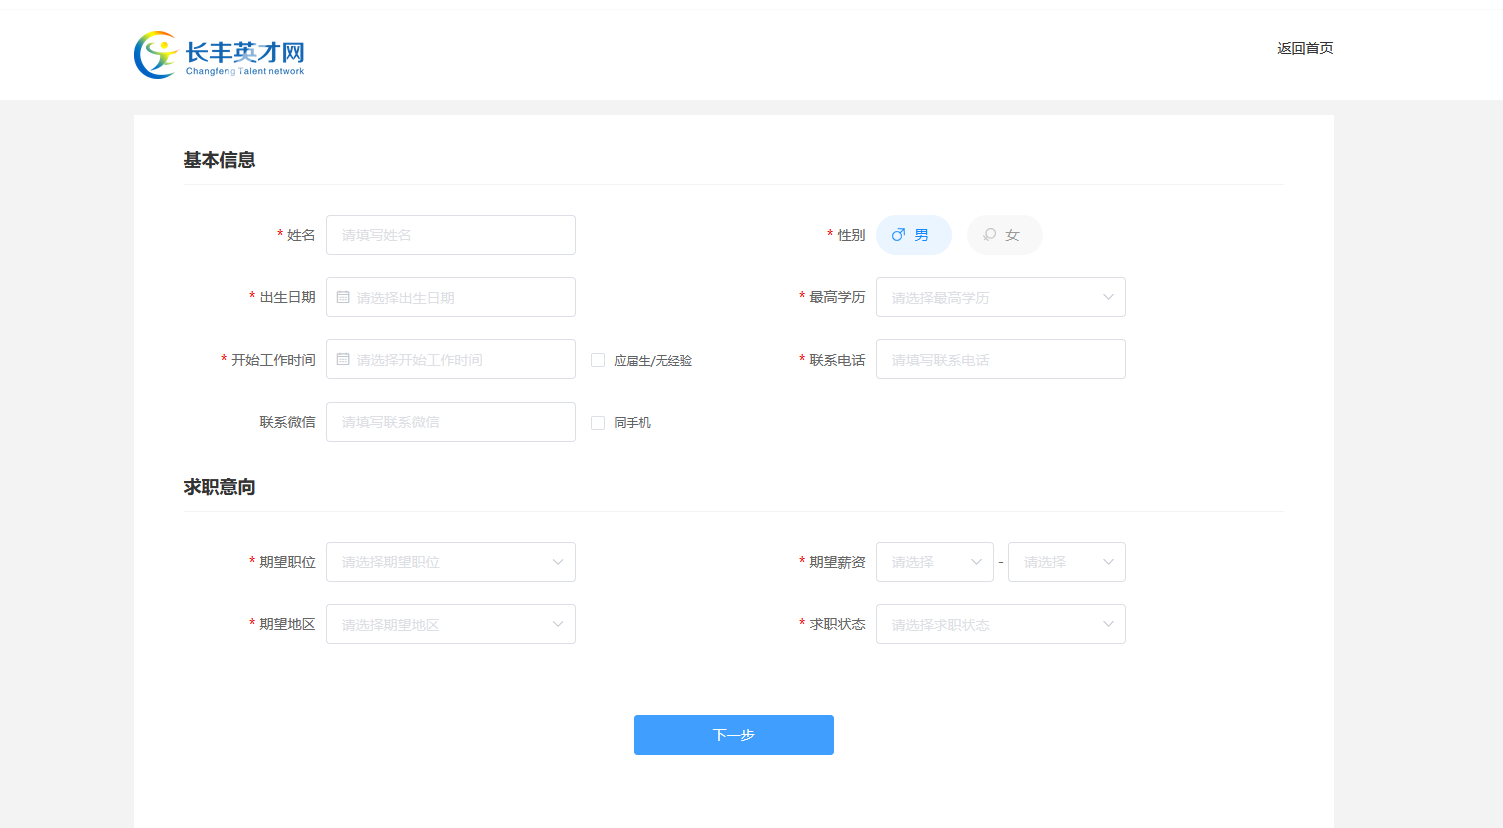 长丰英才网
Changfeng Talent network
返回首页
基本信息
* 姓名 请填写姓名 * 性别 男 女
* 出生日期 请选择出生日期 * 最高学历 请选择最高学历
* 开始工作时间 请选择开始工作时间 应届生/无经验 * 联系电话 请填写联系电话
联系微信 请填写联系微信 同手机
求职意向
* 期望职位 请选择期望职位 * 期望薪资 请选择 - 请选择
* 期望地区 请选择期望地区 * 求职状态 请选择求职状态
下一步